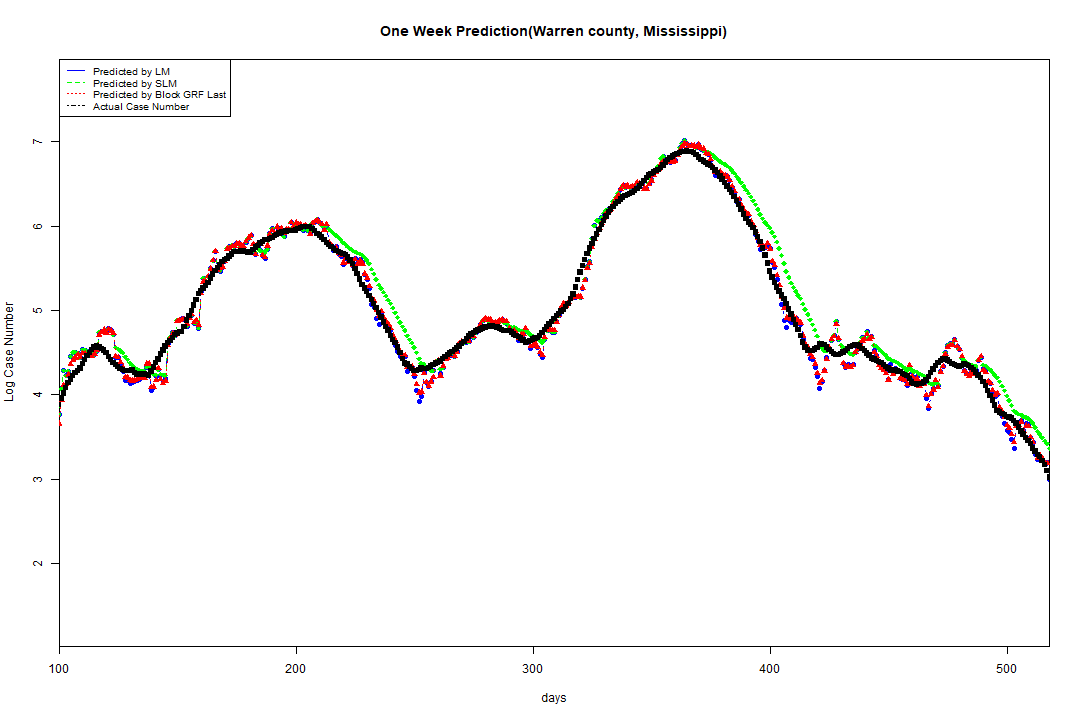 One Week Prediction(Warren county, Mississippi)
Predicted by LM
Predicted by SLM
Predicted by Block GRF Last
Actual Case Number
7
6
5
4
3
2
Log Case Number
100 200 300 400 500
days